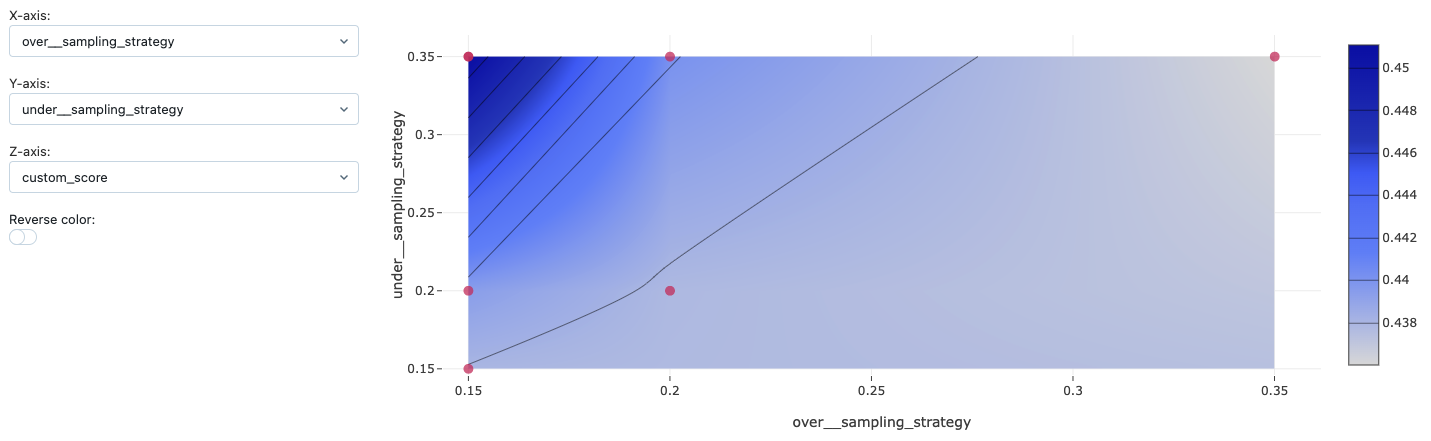 X-axis:
over__sampling_strategy
Y-axis:
under__sampling_strategy
Z-axis:
custom_score
Reverse color:
under__sampling_strategy
0.35
0.3
0.25
0.2
0.15
0.15
0.2
0.25
0.3
0.35
over__sampling_strategy
0.45
0.448
0.446
0.444
0.442
0.44
0.438